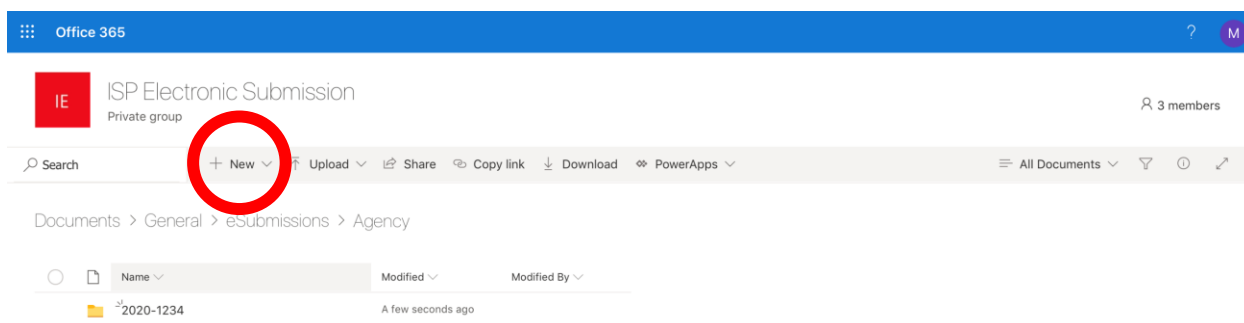 Office 365 ? M
IE ISP Electronic Submission
Private group
3 members
Search + New Upload Share Copy link Download PowerApps All Documents
Documents > General > eSubmissions > Agency
Name Modified Modified By
2020-1234 A few seconds ago